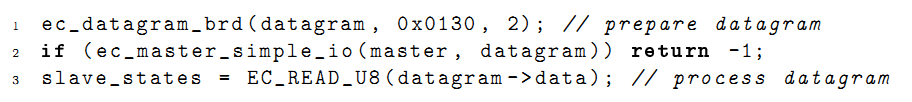 1 ec_datagram_brd(datagram, 0x0130, 2); // prepare datagram
2 if (ec_master_simple_io(master, datagram)) return -1;
3 slave_states = EC_READ_U8(datagram->data); // process datagram